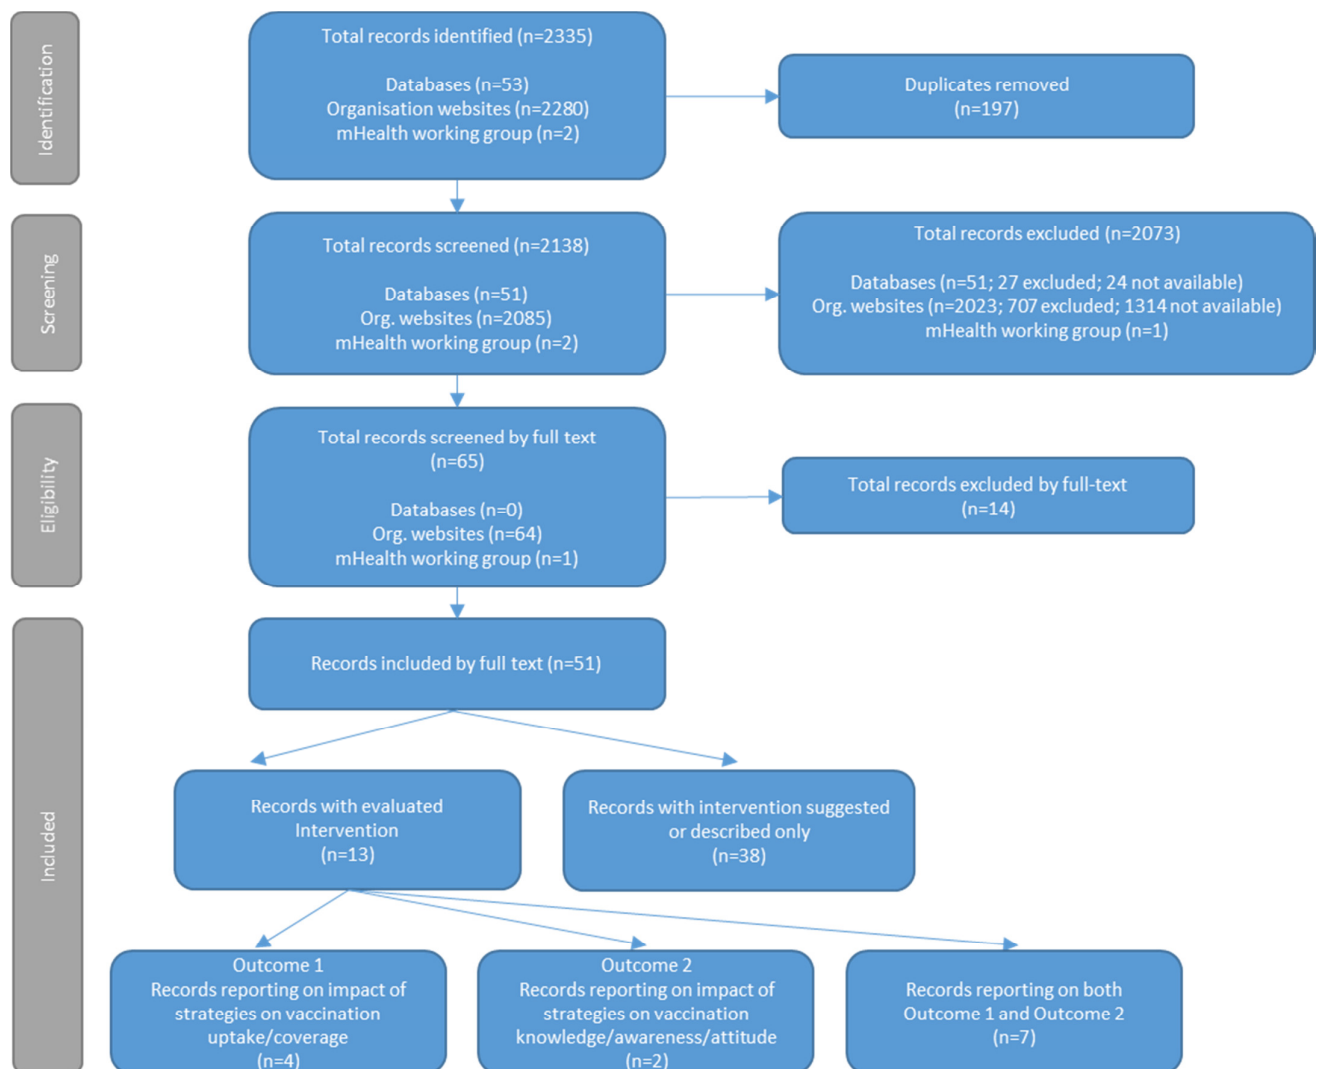 Identification
Total records identified (n=2335)
Databases (n=53)
Organisation websites (n=2280)
mHealth working group (n=2)
Duplicates removed
(n=197)
Screening
Total records screened (n=2138)
Databases (n=51)
Org. websites (n=2085)
mHealth working group (n=2)
Total records excluded (n=2073)
Databases (n=51; 27 excluded; 24 not available)
Org. websites (n=2023; 707 excluded; 1314 not available)
mHealth working group (n=1)
Eligibility
Total records screened by full text
(n=65)
Databases (n=0)
Org. websites (n=64)
mHealth working group (n=1)
Total records excluded by full-text
(n=14)
Included
Records included by full text (n=51)
Records with evaluated
Intervention
(n=13)
Records with intervention suggested
or described only
(n=38)
Outcome 1
Records reporting on impact of
strategies on vaccination
uptake/coverage
(n=4)
Outcome 2
Records reporting on impact of
strategies on vaccination
knowledge/awareness/attitude
(n=2)
Records reporting on both
Outcome 1 and Outcome 2
(n=7)